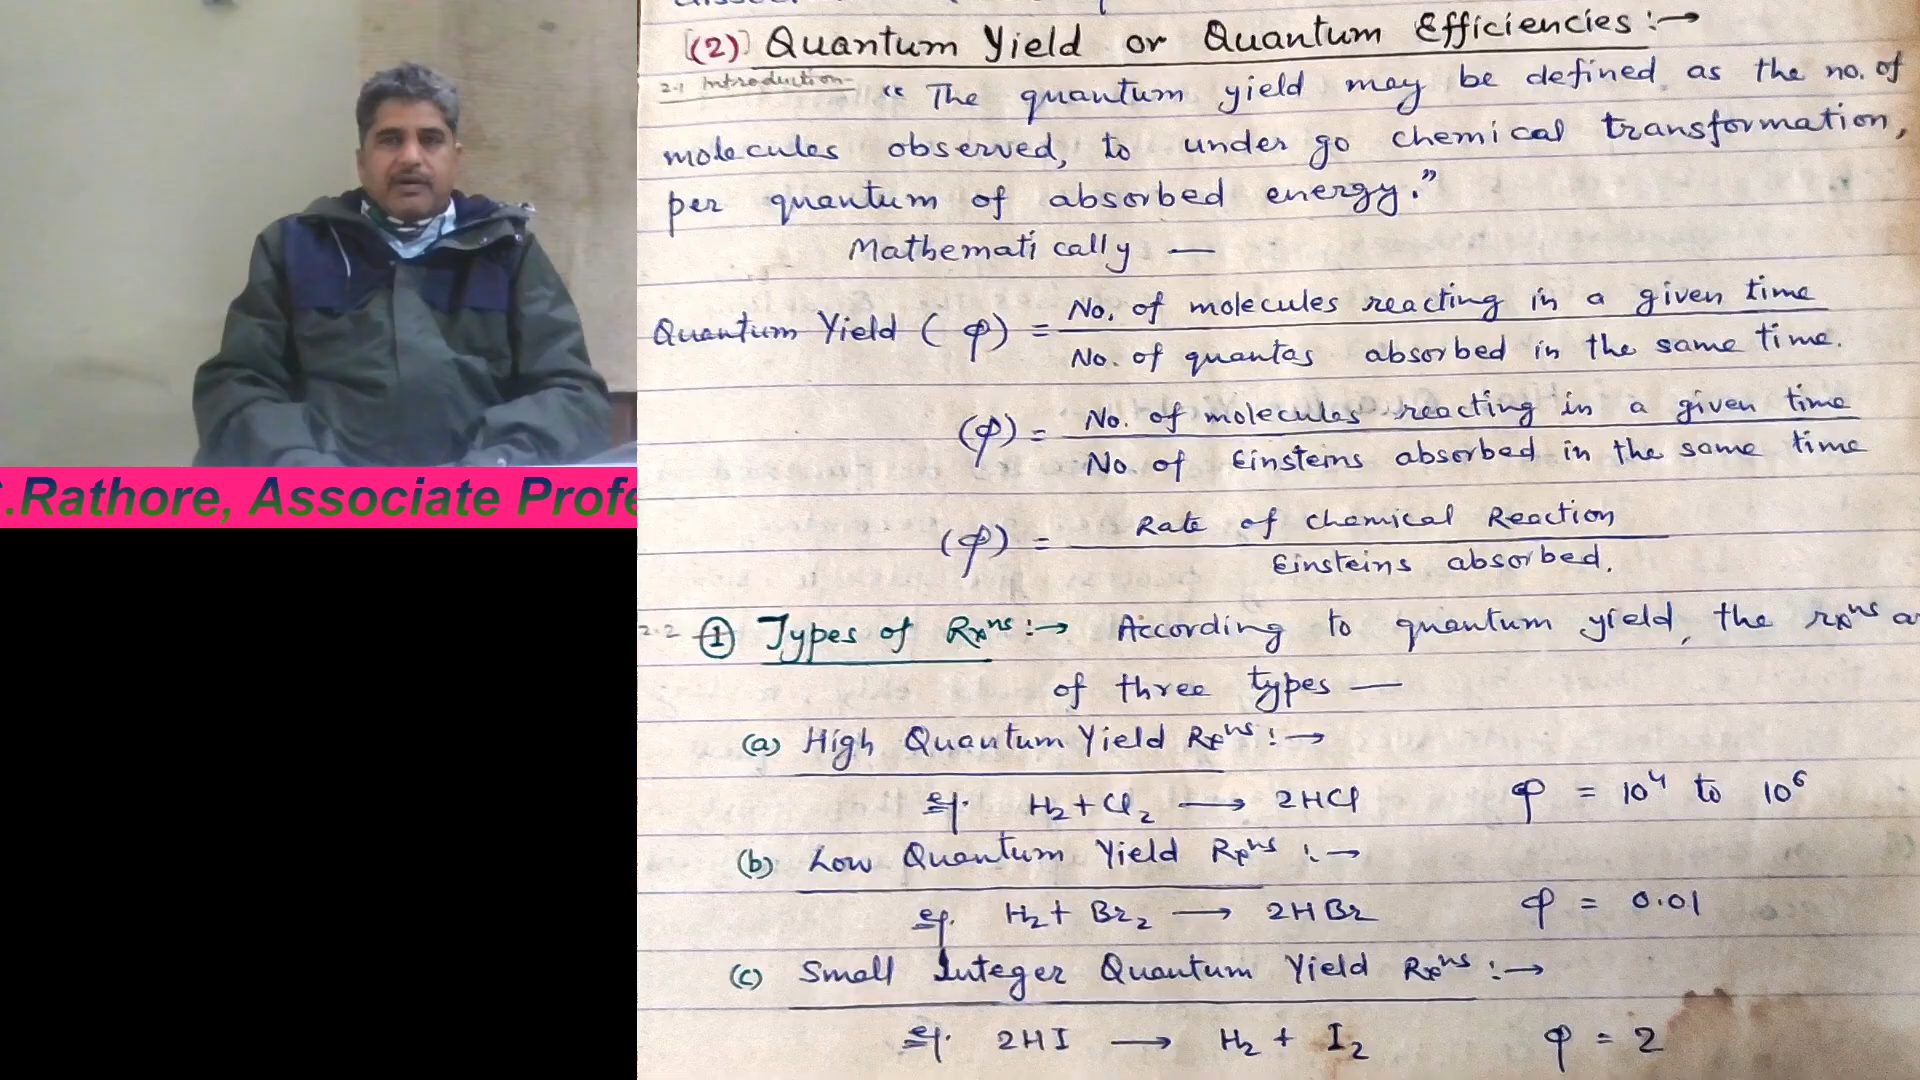 .Rathore, Associate Profe
(2) Quantum Yield or Quantum Efficiencies :→
2.1 Introduction
“ The quantum yield may be defined as the no. of
molecules observed, to under go chemical transformation,
per quantum of absorbed energy.”
Mathematically —
Quantum Yield ( φ) = No. of molecules reacting in a given time
No. of quantas absorbed in the same time.
(φ) = No. of molecules reacting in a given time
No. of Einsteins absorbed in the same time
(φ) = Rate of chemical Reaction
Einsteins absorbed.
2.2 ① Types of Rxⁿˢ :→ According to quantum yield, the rxⁿˢ a
of three types —
(a) High Quantum Yield Rxⁿˢ :→
eg. H₂ + Cl₂ ⟶ 2HCl φ = 10⁴ to 10⁶
(b) Low Quantum Yield Rxⁿˢ :→
eg. H₂ + Br₂ ⟶ 2HBr φ = 0.01
(c) Small Integer Quantum Yield Rxⁿˢ :→
eg. 2HI ⟶ H₂ + I₂ φ = 2